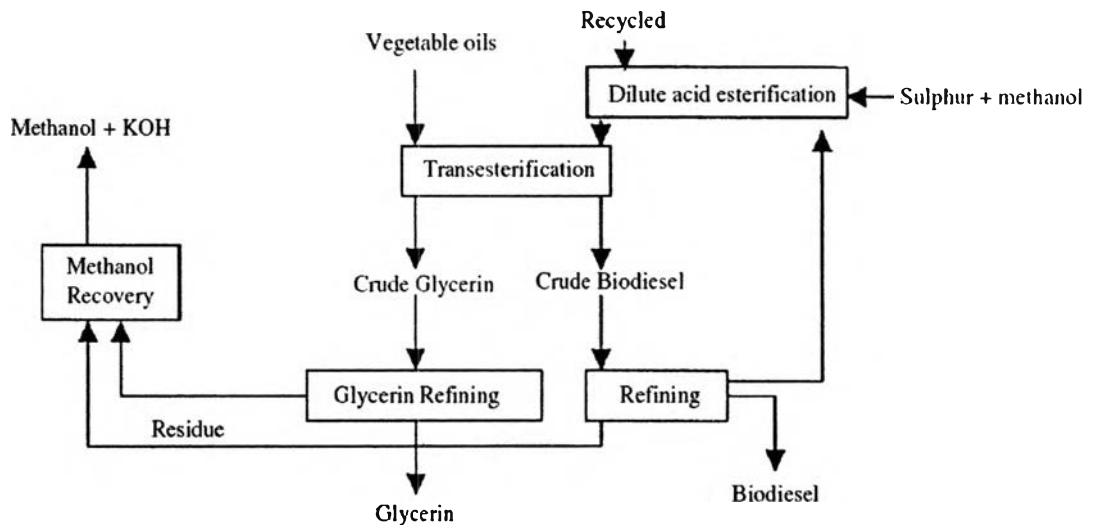 Recycled
Vegetable oils
Dilute acid esterification
Sulphur + methanol
Methanol + KOH
Transesterification
Methanol
Recovery
Crude Glycerin
Crude Biodiesel
Glycerin Refining
Refining
Residue
Biodiesel
Glycerin